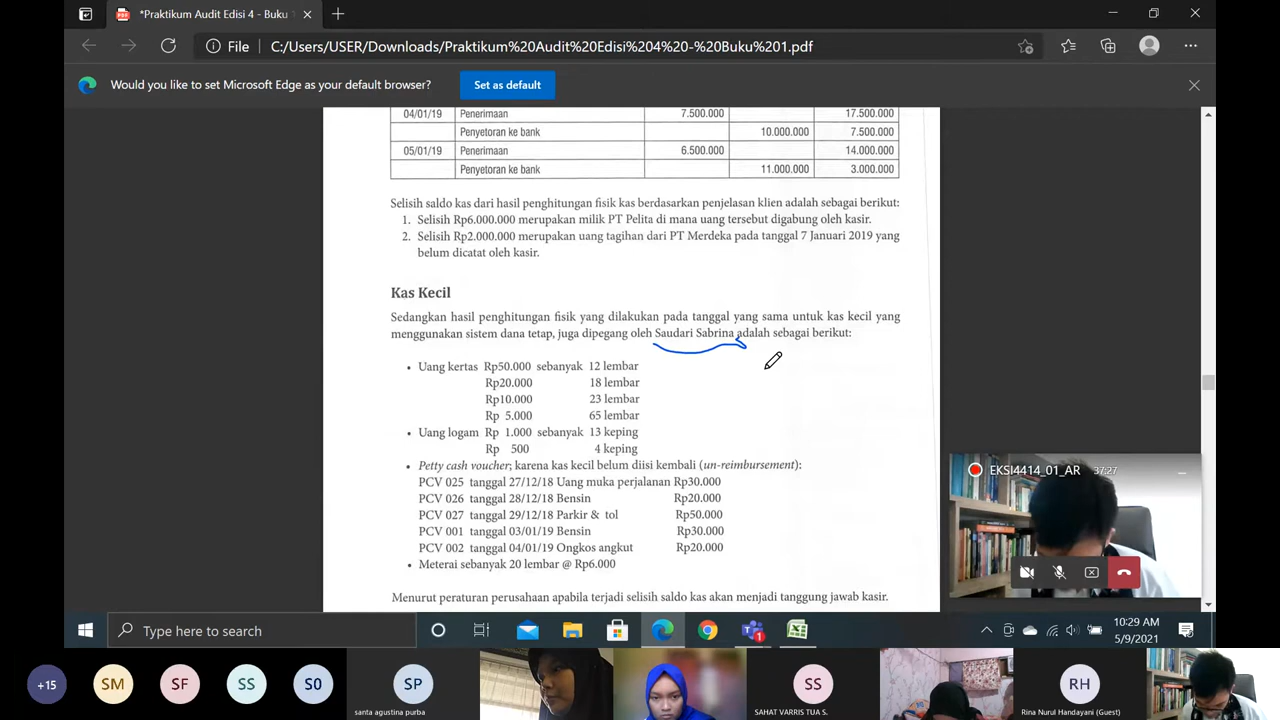 *Praktikum Audit Edisi 4 - Buku 1
File C:/Users/USER/Downloads/Praktikum%20Audit%20Edisi%204%20-%20Buku%201.pdf
Would you like to set Microsoft Edge as your default browser? Set as default
04/01/19 Penerimaan 7.500.000 17.500.000
Penyetoran ke bank 10.000.000 7.500.000
05/01/19 Penerimaan 6.500.000 14.000.000
Penyetoran ke bank 11.000.000 3.000.000
Selisih saldo kas dari hasil penghitungan fisik kas berdasarkan penjelasan klien adalah sebagai berikut:
1. Selisih Rp6.000.000 merupakan milik PT Pelita di mana uang tersebut digabung oleh kasir.
2. Selisih Rp2.000.000 merupakan uang tagihan dari PT Merdeka pada tanggal 7 Januari 2019 yang
belum dicatat oleh kasir.
Kas Kecil
Sedangkan hasil penghitungan fisik yang dilakukan pada tanggal yang sama untuk kas kecil yang
menggunakan sistem dana tetap, juga dipegang oleh Saudari Sabrina adalah sebagai berikut:
• Uang kertas Rp50.000 sebanyak 12 lembar
Rp20.000 18 lembar
Rp10.000 23 lembar
Rp 5.000 65 lembar
• Uang logam Rp 1.000 sebanyak 13 keping
Rp 500 4 keping
• Petty cash voucher; karena kas kecil belum diisi kembali (un-reimbursement):
PCV 025 tanggal 27/12/18 Uang muka perjalanan Rp30.000
PCV 026 tanggal 28/12/18 Bensin Rp20.000
PCV 027 tanggal 29/12/18 Parkir & tol Rp50.000
PCV 001 tanggal 03/01/19 Bensin Rp30.000
PCV 002 tanggal 04/01/19 Ongkos angkut Rp20.000
• Meterai sebanyak 20 lembar @ Rp6.000
Menurut peraturan perusahaan apabila terjadi selisih saldo kas akan menjadi tanggung jawab kasir.
EKSI4414_01_AR 37:27
Type here to search
1
10:29 AM
5/9/2021
+15 SM SF SS S0 SP SS RH
santa agustina purba SAHAT VARRIS TUA S. Rina Nurul Handayani (Guest)